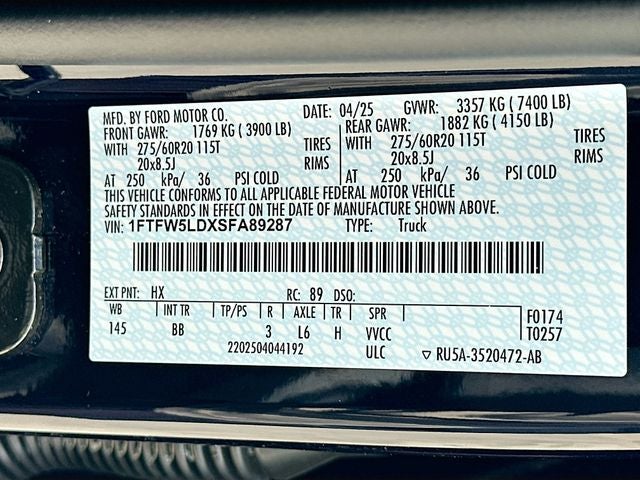 MFD. BY FORD MOTOR CO. DATE: 04/25 GVWR: 3357 KG ( 7400 LB)
FRONT GAWR: 1769 KG ( 3900 LB) REAR GAWR: 1882 KG ( 4150 LB)
WITH 275/60R20 115T TIRES WITH 275/60R20 115T TIRES
20x8.5J RIMS 20x8.5J RIMS
AT 250 kPa/ 36 PSI COLD AT 250 kPa/ 36 PSI COLD
THIS VEHICLE CONFORMS TO ALL APPLICABLE FEDERAL MOTOR VEHICLE
SAFETY STANDARDS IN EFFECT ON THE DATE OF MANUFACTURE SHOWN ABOVE.
VIN: 1FTFW5LDXSFA89287 TYPE: Truck
EXT PNT: HX RC: 89 DSO:
WB INT TR TP/PS R AXLE TR SPR F0174
145 BB 3 L6 H VVCC T0257
2202504044192 ULC ▽ RU5A-3520472-AB